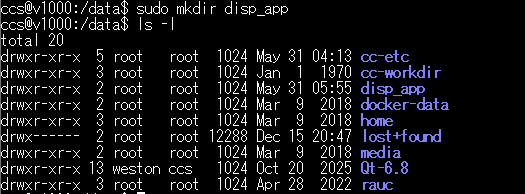 ccs@v1000:/data$ sudo mkdir disp_app
ccs@v1000:/data$ ls -l
total 20
drwxr-xr-x  5 root   root  1024 May 31 04:13 cc-etc
drwxr-xr-x  3 root   root  1024 Jan  1  1970 cc-workdir
drwxr-xr-x  2 root   root  1024 May 31 05:55 disp_app
drwxr-xr-x  2 root   root  1024 Mar  9  2018 docker-data
drwxr-xr-x  3 root   root  1024 Mar  9  2018 home
drwx------  2 root   root 12288 Dec 15 20:47 lost+found
drwxr-xr-x  2 root   root  1024 Mar  9  2018 media
drwxr-xr-x 13 weston ccs   1024 Oct 20  2025 Qt-6.8
drwxr-xr-x  3 root   root  1024 Apr 28  2022 rauc